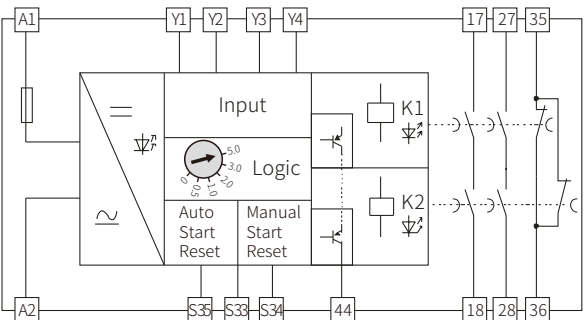 A1 Y1 Y2 Y3 Y4 17 27 35
Input
K1
5.0
3.0
2.0
1.0
0.5
0
Logic
K2
Auto
Start
Reset
Manual
Start
Reset
A2 S35 S33 S34 44 18 28 36